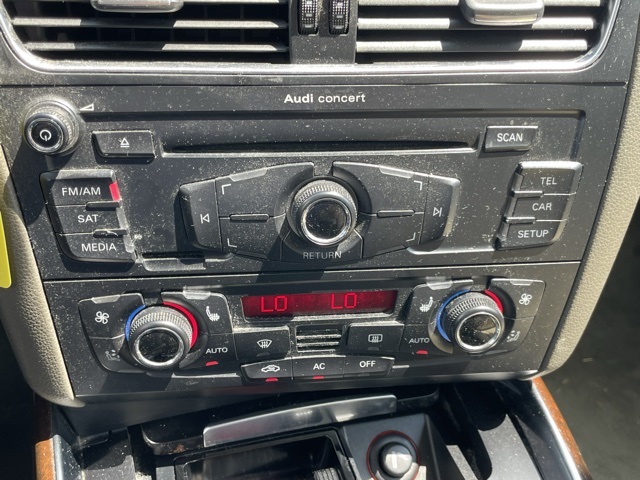 Audi concert
SCAN
FM/AM
SAT
MEDIA
RETURN
TEL
CAR
SETUP
LO LO
AUTO
AUTO
AC
OFF